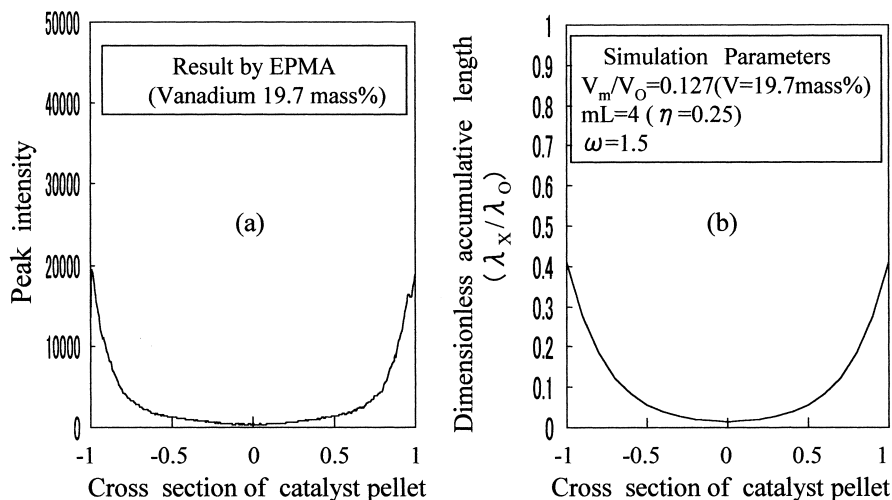 50000
40000
30000
20000
10000
0
Peak intensity
Result by EPMA
(Vanadium 19.7 mass%)
(a)
-1 -0.5 0 0.5 1
Cross section of catalyst pellet
1
0.9
0.8
0.7
0.6
0.5
0.4
0.3
0.2
0.1
0
Dimensionless accumulative length
(λX/λO)
Simulation Parameters
Vm/VO=0.127(V=19.7mass%)
mL=4 (η=0.25)
ω=1.5
(b)
-1 -0.5 0 0.5 1
Cross section of catalyst pellet